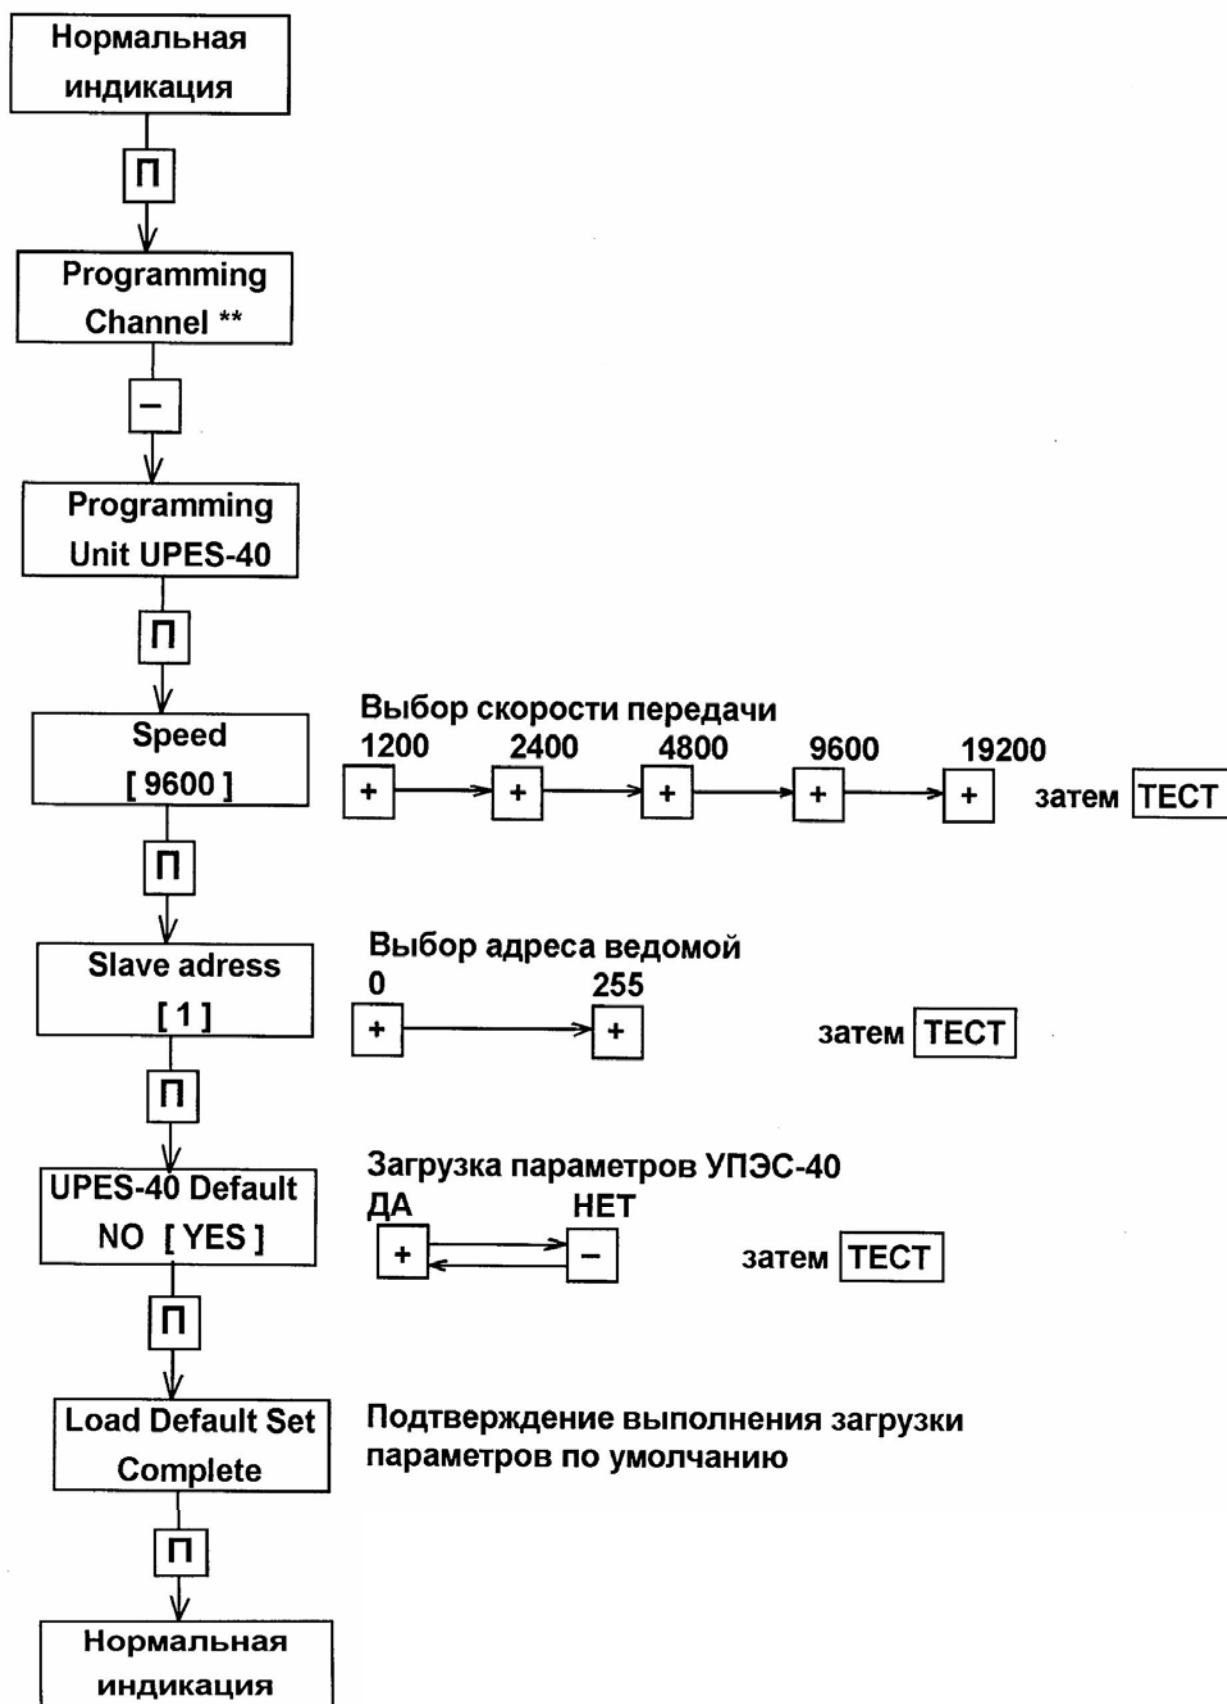 Нормальная
индикация
П
Programming
Channel **
–
Programming
Unit UPES-40
П
Выбор скорости передачи
Speed
[ 9600 ]
1200 2400 4800 9600 19200
+ + + + + затем ТЕСТ
П
Выбор адреса ведомой
Slave adress
[ 1 ]
0 255
+ + затем ТЕСТ
П
Загрузка параметров УПЭС-40
UPES-40 Default
NO [ YES ]
ДА НЕТ
+ – затем ТЕСТ
П
Load Default Set
Complete
Подтверждение выполнения загрузки
параметров по умолчанию
П
Нормальная
индикация